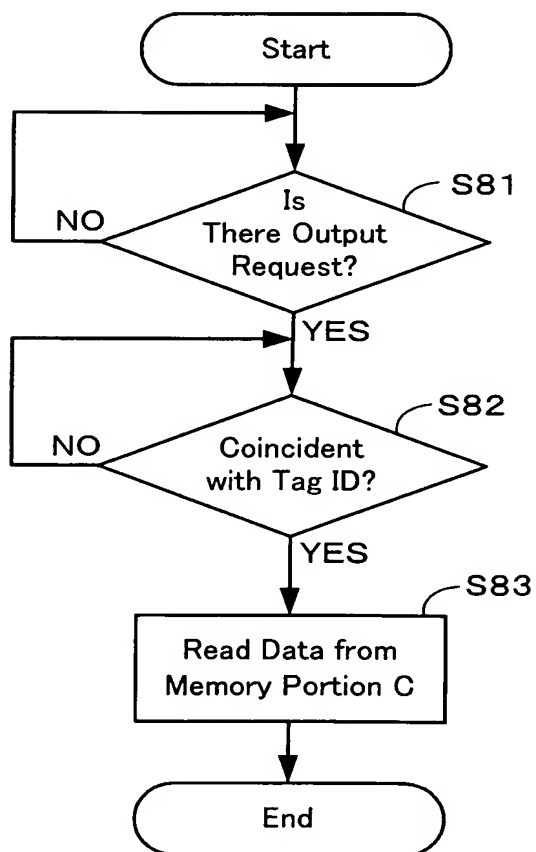 Start
S81
Is
There Output
Request?
NO
YES
S82
Coincident
with Tag ID?
NO
YES
S83
Read Data from
Memory Portion C
End